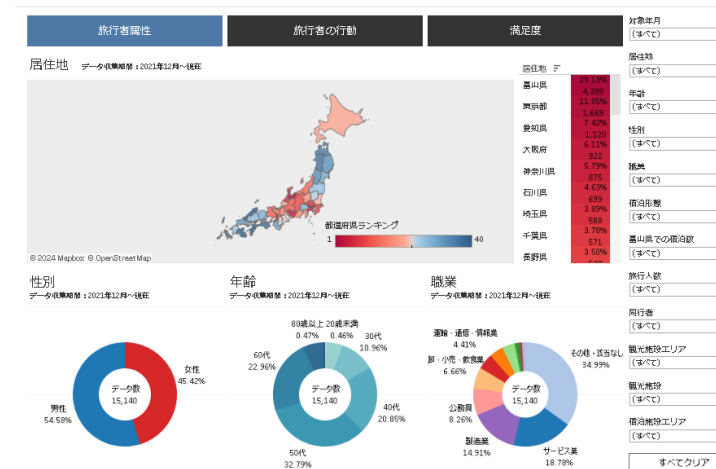 旅行者属性
旅行者の行動
満足度
居住地 データ収集期間：2021年12月～現在
居住地
富山県 29.19% 4,399
東京都 11.06% 1,669
愛知県 7.42% 1,120
大阪府 6.11% 922
神奈川県 5.79% 875
石川県 4.63% 699
埼玉県 3.89% 588
千葉県 3.78% 571
長野県 3.50%
都道府県ランキング
1 40
© 2024 Mapbox © OpenStreetMap
性別
データ収集期間：2021年12月～現在
女性
45.42%
男性
54.58%
データ数
15,140
年齢
データ収集期間：2021年12月～現在
80歳以上
0.47%
20歳未満
0.46%
30代
10.96%
40代
20.85%
50代
32.79%
60代
22.96%
データ数
15,140
職業
データ収集期間：2021年12月～現在
運輸・通信・情報業
4.41%
卸・小売・飲食業
6.66%
公務員
8.26%
製造業
14.91%
サービス業
18.78%
その他・該当なし
34.99%
データ数
15,140
対象年月
(すべて)
居住地
(すべて)
年齢
(すべて)
性別
(すべて)
職業
(すべて)
宿泊形態
(すべて)
富山県での宿泊数
(すべて)
旅行人数
(すべて)
同行者
(すべて)
観光施設エリア
(すべて)
観光施設
(すべて)
宿泊施設エリア
(すべて)
すべてクリア